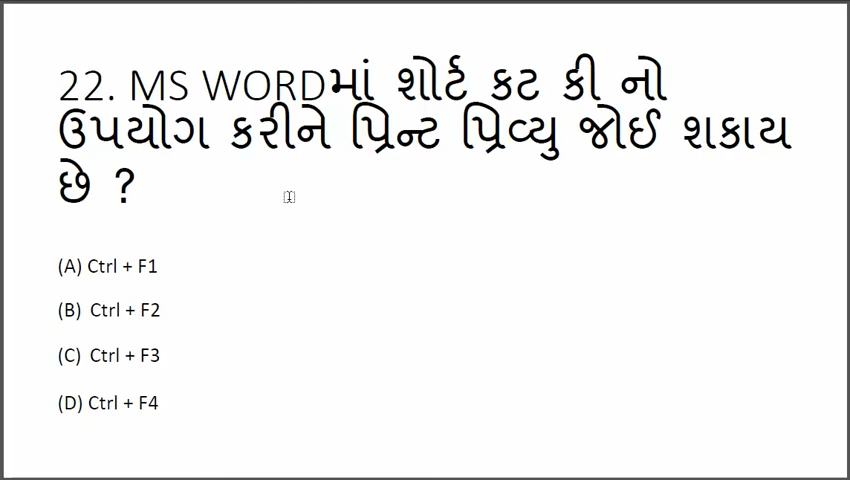 22. MS WORDમાં શોર્ટ કટ કી નો
ઉપયોગ કરીને પ્રિન્ટ પ્રિવ્યુ જોઈ શકાય
છે ?
(A) Ctrl + F1
(B) Ctrl + F2
(C) Ctrl + F3
(D) Ctrl + F4